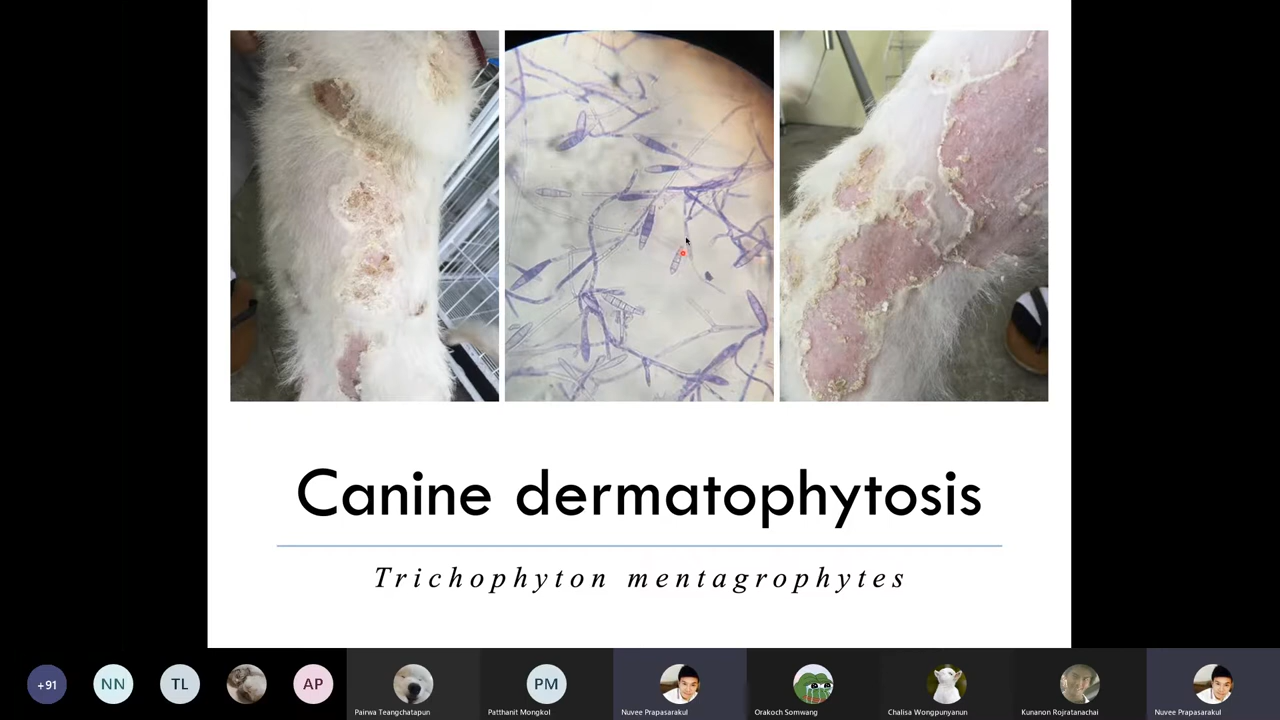 Canine dermatophytosis
Trichophyton mentagrophytes
+91
NN
TL
AP
PM
Pairwa Teangchatapun
Patthanit Mongkol
Nuvee Prapasarakul
Orakoch Somwang
Chalisa Wongpunyanun
Kunanon Rojratanachai
Nuvee Prapasarakul